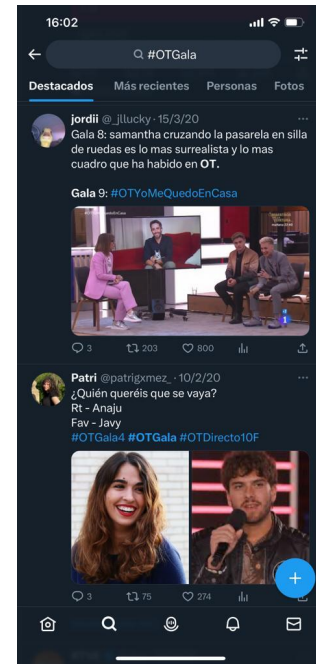 16:02
#OTGala
Destacados Más recientes Personas Fotos
jordii @_jllucky · 15/3/20
Gala 8: samantha cruzando la pasarela en silla
de ruedas es lo mas surrealista y lo mas
cuadro que ha habido en OT.
Gala 9: #OTYoMeQuedoEnCasa
3 203 800
Patri @patrigxmez_ · 10/2/20
¿Quién queréis que se vaya?
Rt - Anaju
Fav - Javy
#OTGala4 #OTGala #OTDirecto10F
3 75 274